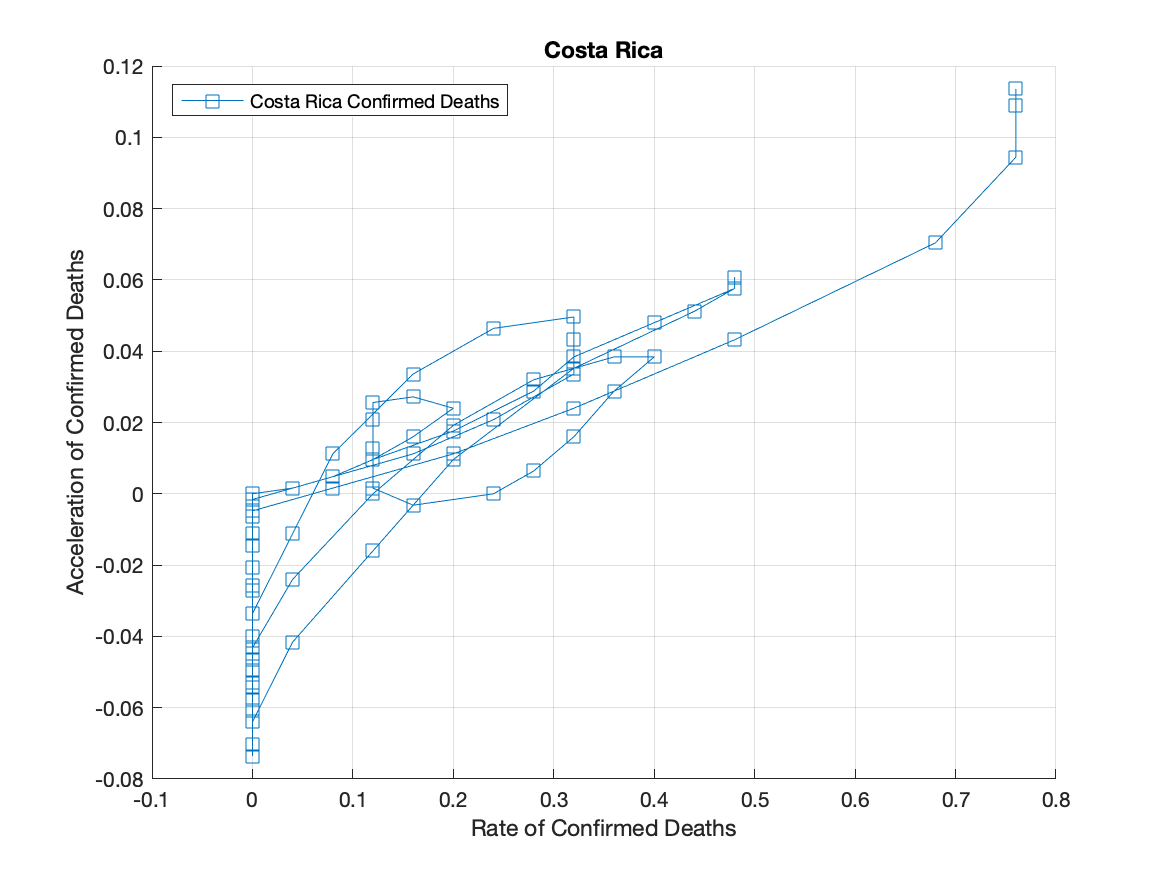 Costa Rica
Costa Rica Confirmed Deaths
0.12
0.1
0.08
0.06
0.04
0.02
0
-0.02
-0.04
-0.06
-0.08
Acceleration of Confirmed Deaths
-0.1 0 0.1 0.2 0.3 0.4 0.5 0.6 0.7 0.8
Rate of Confirmed Deaths